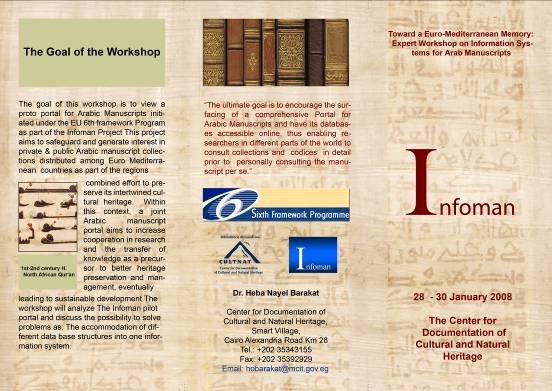 The Goal of the Workshop
The goal of this workshop is to view a
proto portal for Arabic Manuscripts initi-
ated under the EU 6th framework Program
as part of the Infoman Project This project
aims to safeguard and generate interest in
private & public Arabic manuscript collec-
tions distributed among Euro Mediterra-
nean countries as part of the regions
combined effort to pre-
serve its intertwined cul-
tural heritage. Within
this context, a joint
Arabic manuscript
portal aims to increase
cooperation in research
and the transfer of
knowledge as a precur-
sor to better heritage
preservation and man-
agement, eventually
1st-2nd century H.
North African Qur'an
leading to sustainable development The
workshop will analyze The Infoman pilot
portal and discuss the possibility to solve
problems as: The accommodation of dif-
ferent data base structures into one infor-
mation system.
"The ultimate goal is to encourage the sur-
facing of a comprehensive Portal for
Arabic Manuscripts and have its databas-
es accessible online, thus enabling re-
searchers in different parts of the world to
consult collections and codices in detail
prior to personally consulting the manu-
script per se."
6 Sixth Framework Programme
CULTNAT
Center for Documentation
of Cultural and Natural Heritage
Infoman
Dr. Heba Nayel Barakat
Center for Documentation of
Cultural and Natural Heritage,
Smart Village,
Cairo Alexandria Road Km 28
Tel.: +202 35343155
Fax: +202 35392929
Email: hobarakat@mcit.gov.eg
Toward a Euro-Mediterranean Memory:
Expert Workshop on Information Sys-
tems for Arab Manuscripts
Infoman
28 - 30 January 2008
The Center for
Documentation of
Cultural and Natural
Heritage